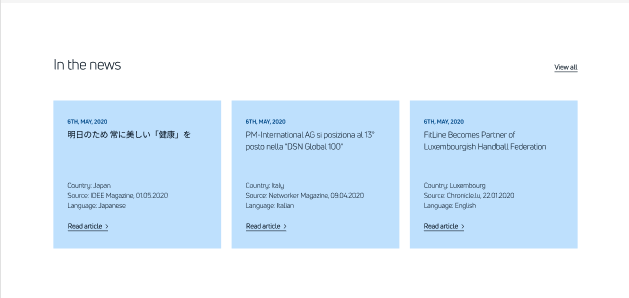 In the news
View all
6TH, MAY, 2020
明日のため 常に美しい「健康」を
Country: Japan
Source: IDEE Magazine, 01.05.2020
Language: Japanese
Read article >
6TH, MAY, 2020
PM-International AG si posiziona al 13°
posto nella "DSN Global 100"
Country: Italy
Source: Networker Magazine, 09.04.2020
Language: Italian
Read article >
6TH, MAY, 2020
FitLine Becomes Partner of
Luxembourgish Handball Federation
Country: Luxembourg
Source: Chronicle.lu, 22.01.2020
Language: English
Read article >